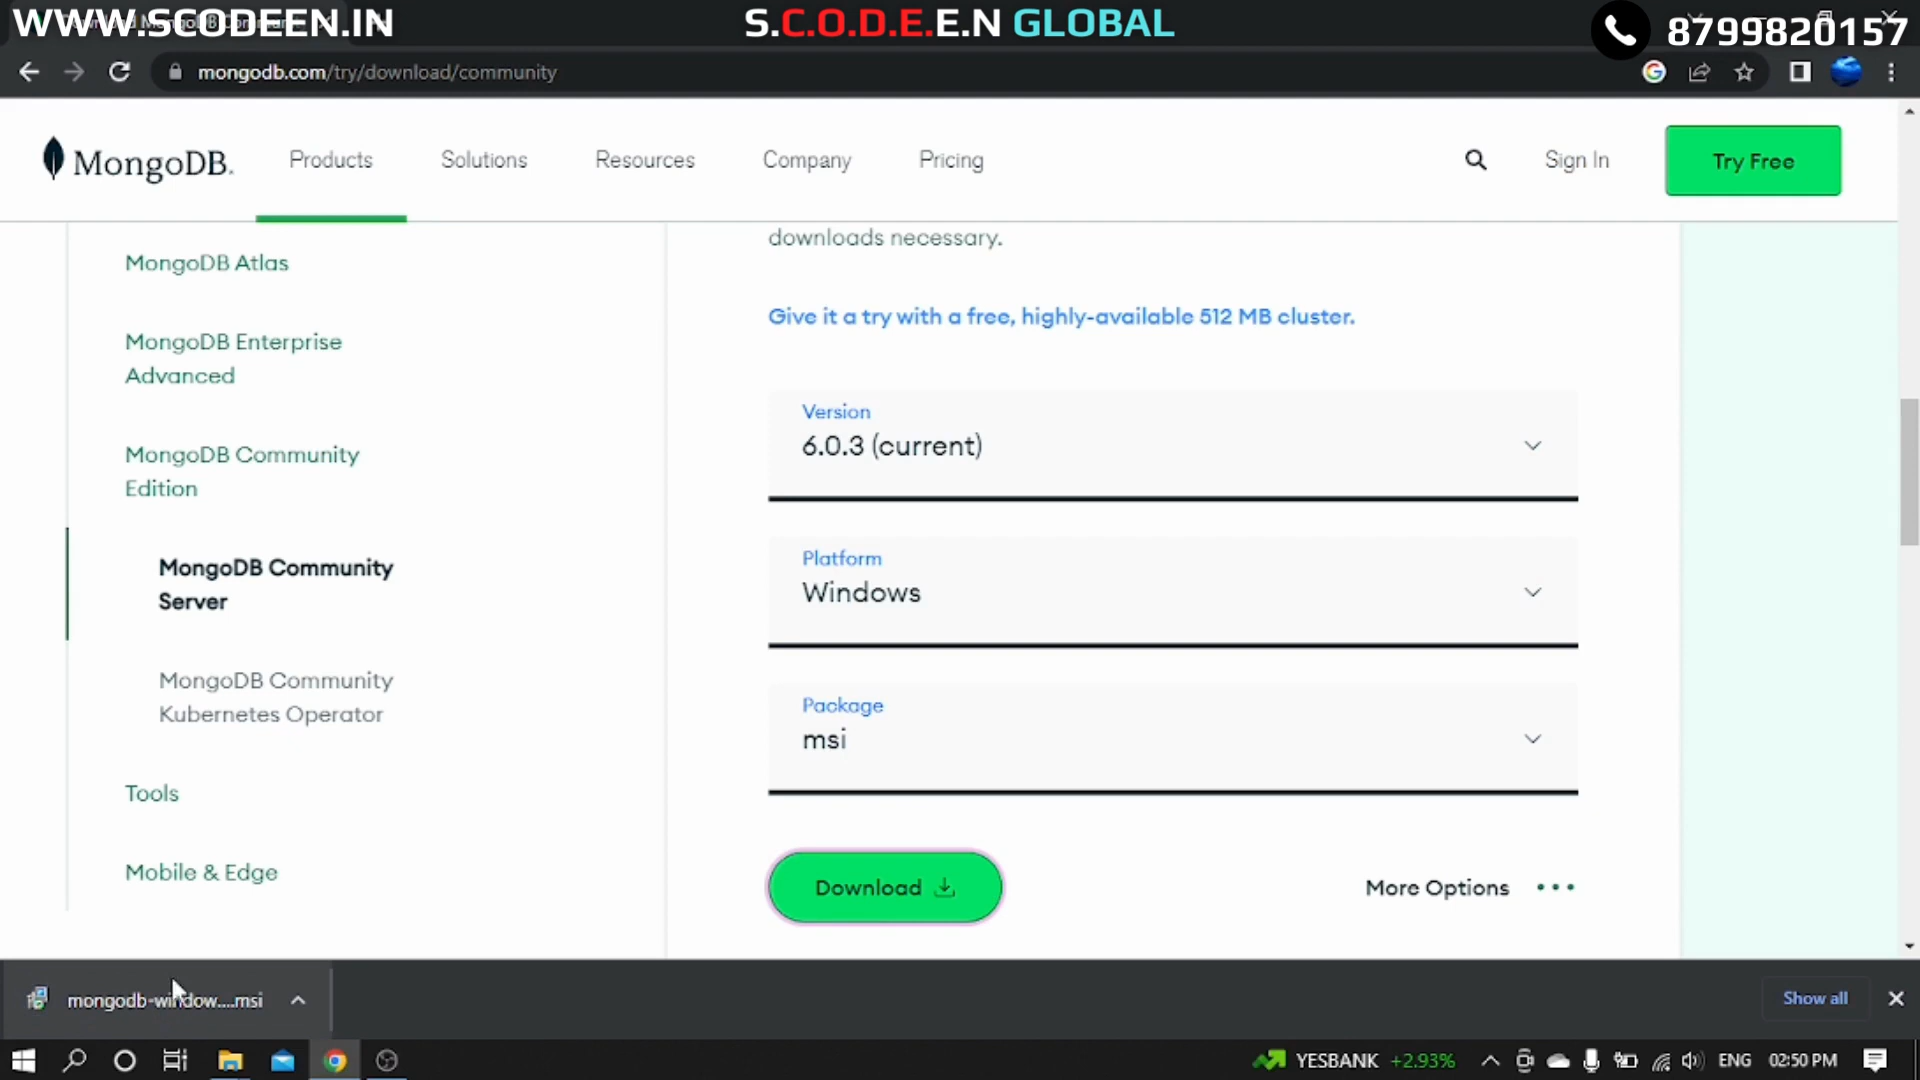 WWW.SCODEEN.IN
S.C.O.D.E.E.N GLOBAL
8799820157
mongodb.com/try/download/community
MongoDB.
Products
Solutions
Resources
Company
Pricing
Sign In
Try Free
MongoDB Atlas
MongoDB Enterprise
Advanced
MongoDB Community
Edition
MongoDB Community
Server
MongoDB Community
Kubernetes Operator
Tools
Mobile & Edge
downloads necessary.
Give it a try with a free, highly-available 512 MB cluster.
Version
6.0.3 (current)
Platform
Windows
Package
msi
Download
More Options
mongodb-window....msi
Show all
YESBANK +2.93%
ENG
02:50 PM